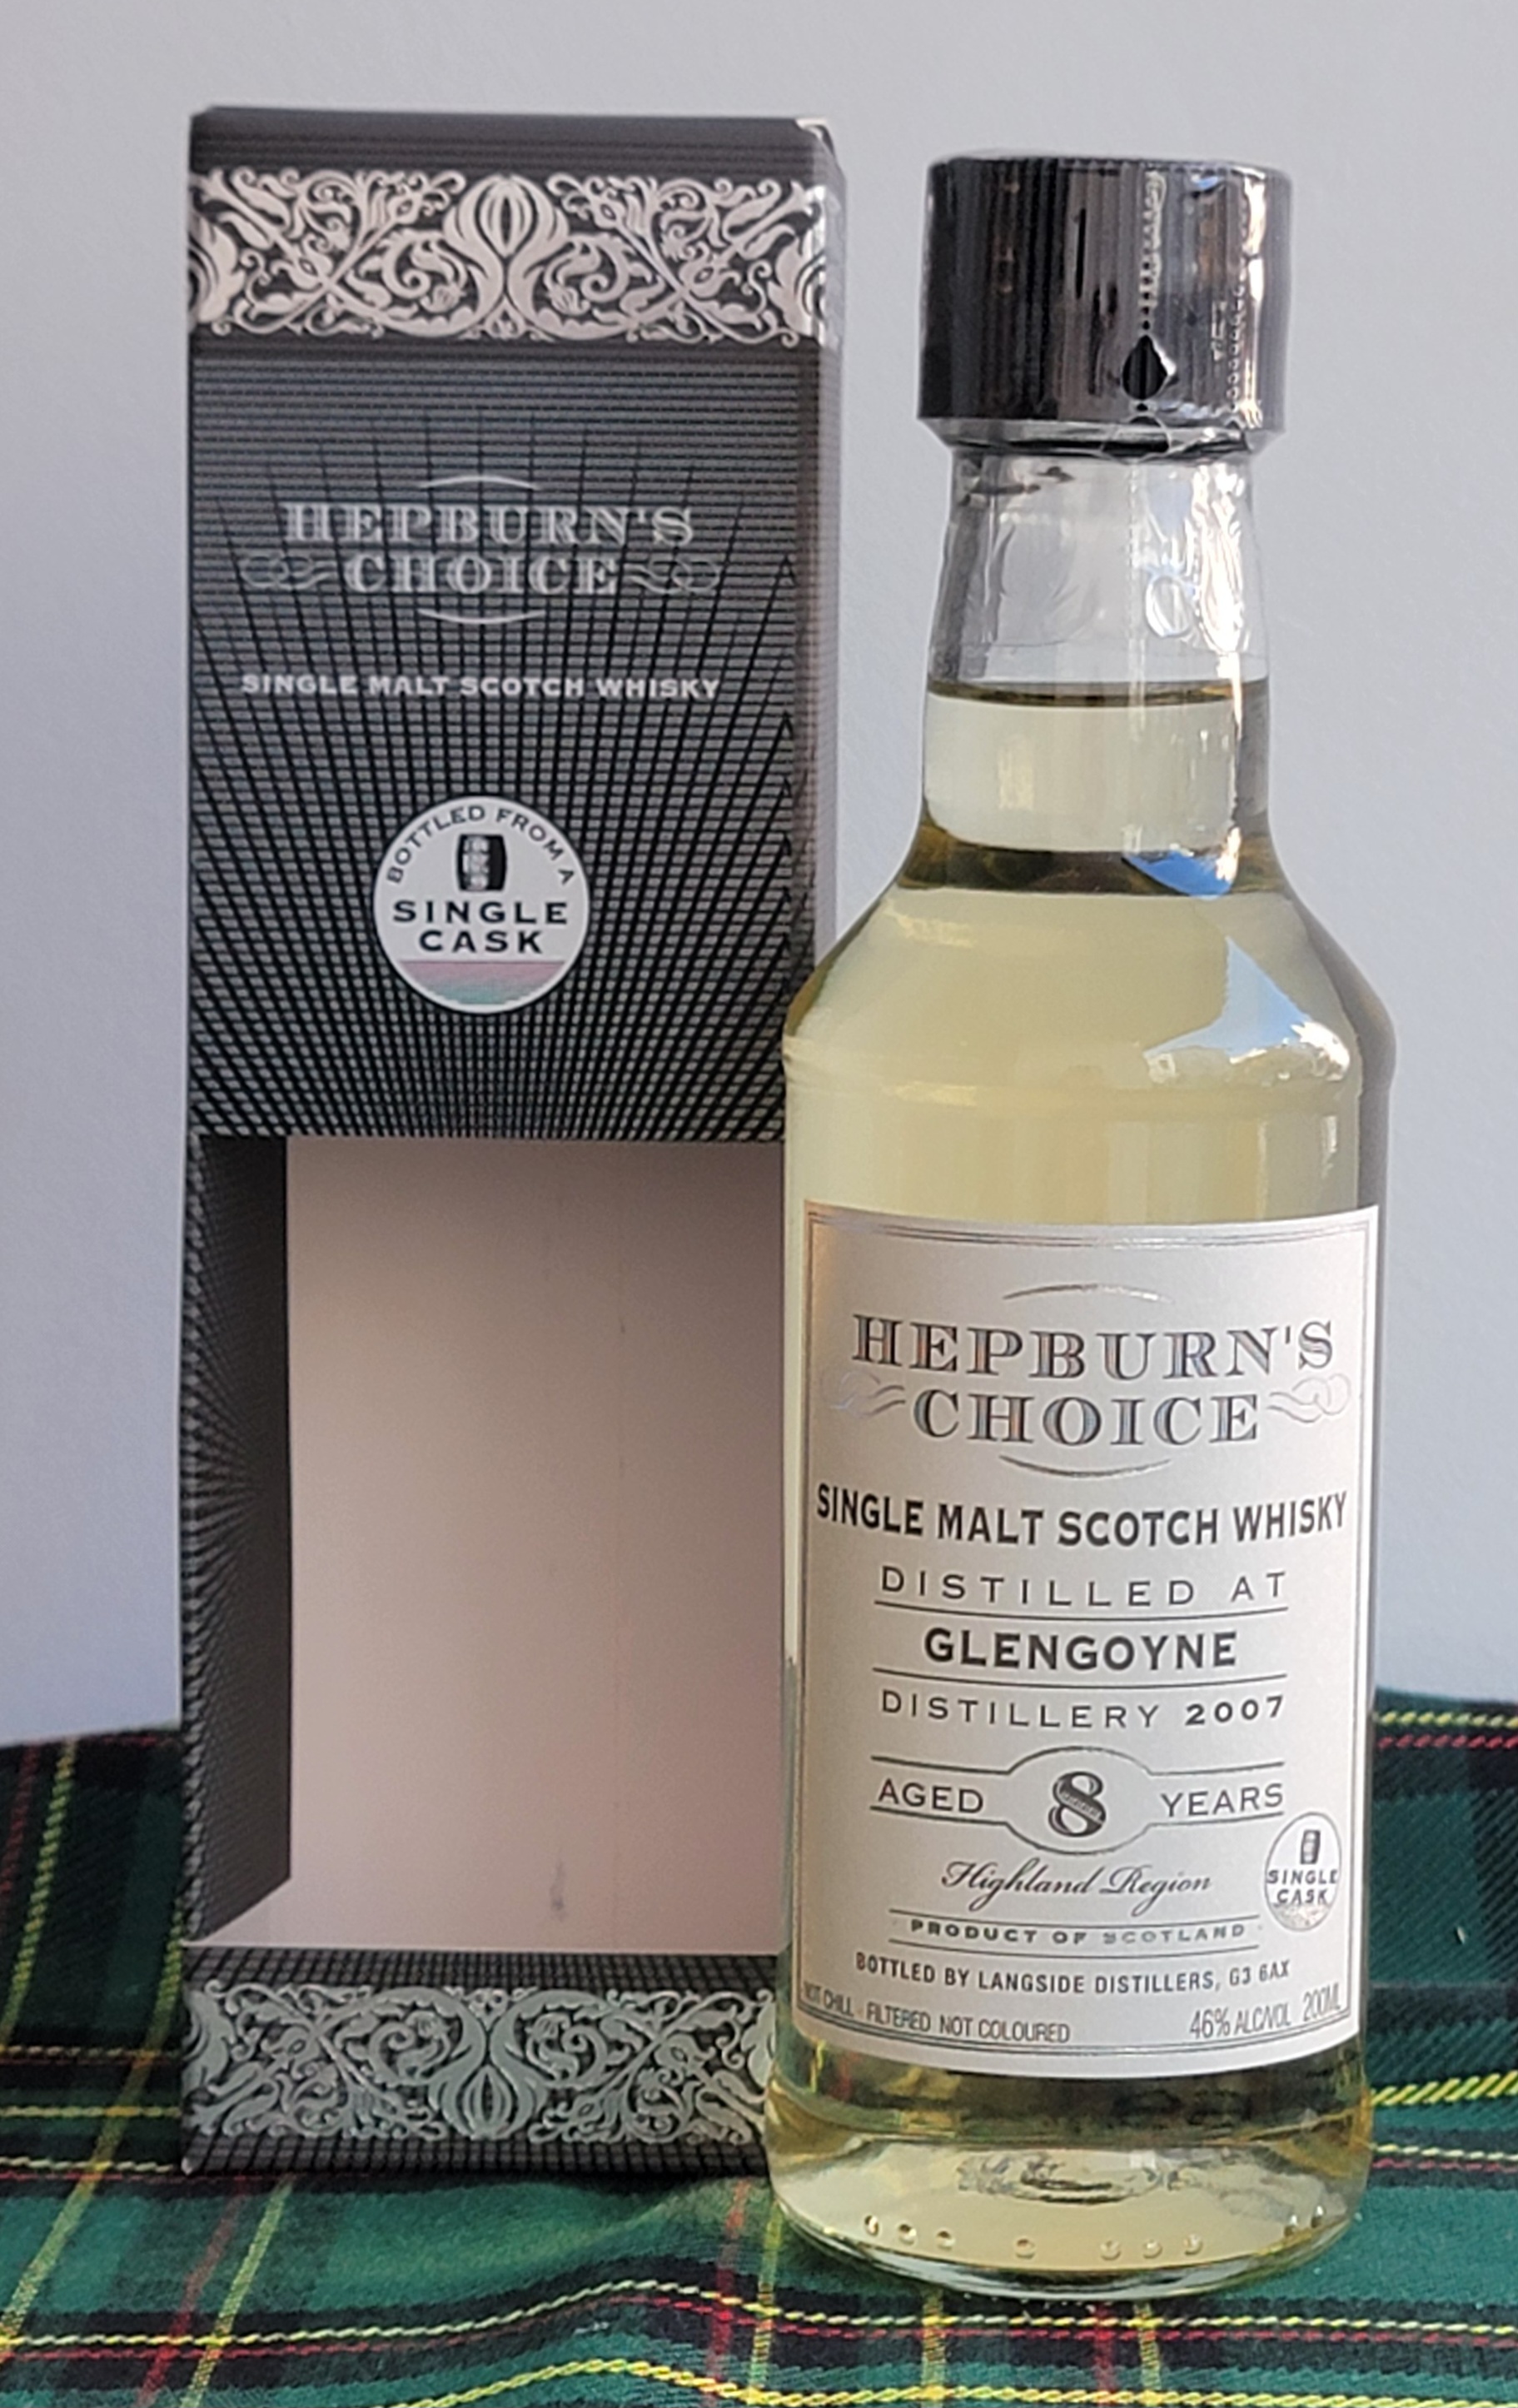 HEPBURN'S
CHOICE
SINGLE MALT SCOTCH WHISKY
BOTTLED FROM A
SINGLE
CASK
HEPBURN'S
CHOICE
SINGLE MALT SCOTCH WHISKY
DISTILLED AT
GLENGOYNE
DISTILLERY 2007
AGED 8 YEARS
Highland Region
SINGLE
CASK
PRODUCT OF SCOTLAND
BOTTLED BY LANGSIDE DISTILLERS, G3 6AX
NOT CHILL - FILTERED NOT COLOURED 46% ALC/VOL 200ML